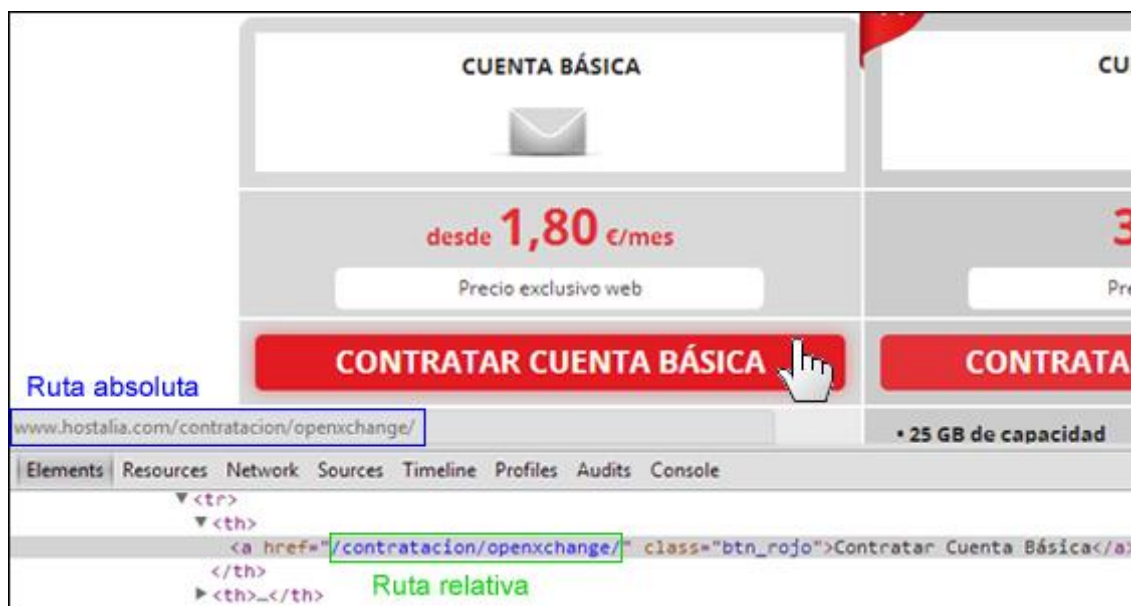 CUENTA BÁSICA
CU
desde 1,80 €/mes
3
Precio exclusivo web
Pre
CONTRATAR CUENTA BÁSICA
CONTRATA
Ruta absoluta
www.hostalia.com/contratacion/openxchange/
• 25 GB de capacidad
Elements Resources Network Sources Timeline Profiles Audits Console
▼<tr>
▼<th>
<a href="/contratacion/openxchange/" class="btn_rojo">Contratar Cuenta Básica</a>
</th>
▶<th>…</th>
Ruta relativa